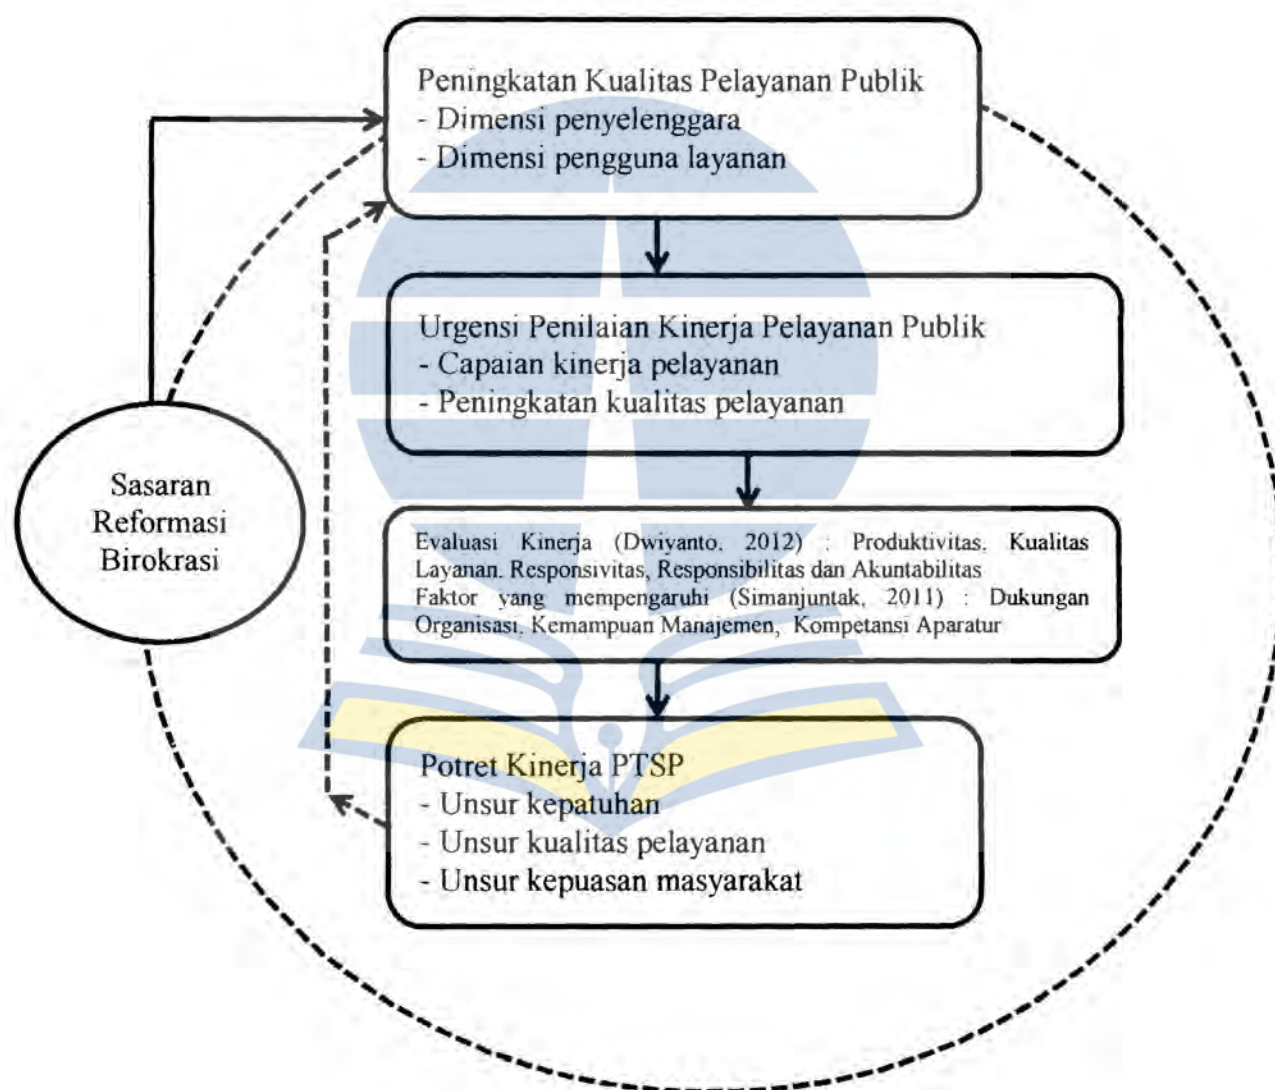 Peningkatan Kualitas Pelayanan Publik
- Dimensi penyelenggara
- Dimensi pengguna layanan
Urgensi Penilaian Kinerja Pelayanan Publik
- Capaian kinerja pelayanan
- Peningkatan kualitas pelayanan
Sasaran
Reformasi
Birokrasi
Evaluasi Kinerja (Dwiyanto, 2012) : Produktivitas, Kualitas
Layanan, Responsivitas, Responsibilitas dan Akuntabilitas
Faktor yang mempengaruhi (Simanjuntak, 2011) : Dukungan
Organisasi, Kemampuan Manajemen, Kompetansi Aparatur
Potret Kinerja PTSP
- Unsur kepatuhan
- Unsur kualitas pelayanan
- Unsur kepuasan masyarakat